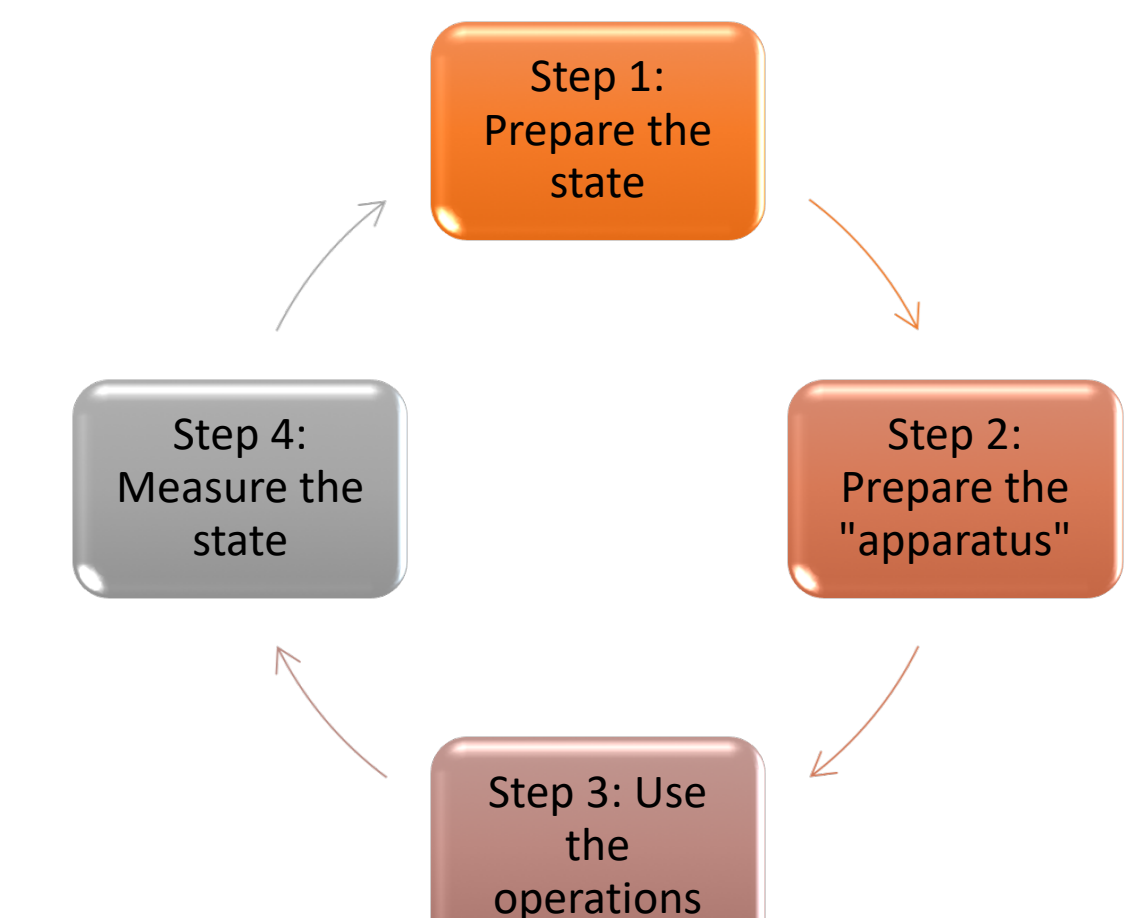 Step 1:
Prepare the
state
Step 2:
Prepare the
"apparatus"
Step 3: Use
the
operations
Step 4:
Measure the
state